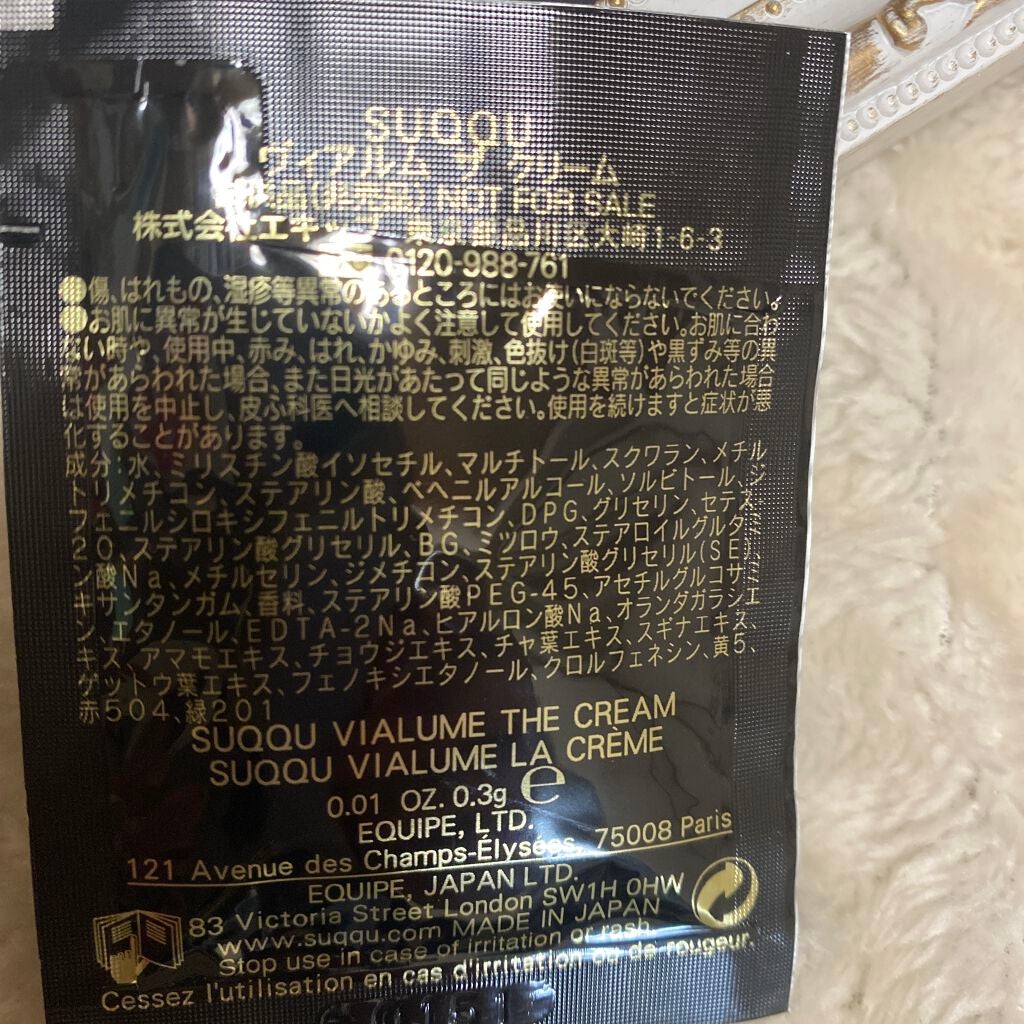 SUQQU
ヴィアルム ザ クリーム
品(非売品) NOT FOR SALE
株式会社エキップ 東京都品川区大崎1-6-3
0120-988-761
●傷、はれもの、湿疹等異常のあるところにはお使いにならないでください。
●お肌に異常が生じていないかよく注意して使用してください。お肌に合わ
ない時や、使用中、赤み、はれ、かゆみ、刺激、色抜け(白斑等)や黒ずみ等の異
常があらわれた場合、また日光があたって同じような異常があらわれた場合
は使用を中止し、皮ふ科医へ相談してください。使用を続けますと症状が悪
化することがあります。
成分:水、ミリスチン酸イソセチル、マルチトール、スクワラン、メチル
トリメチコン、ステアリン酸、ベヘニルアルコール、ソルビトール、ジ
フェニルシロキシフェニルトリメチコン、DPG、グリセリン、セテス-
20、ステアリン酸グリセリル、BG、ミツロウ、ステアロイルグルタミ
ン酸Na、メチルセリン、ジメチコン、ステアリン酸グリセリル(SE)、
キサンタンガム、香料、ステアリン酸PEG-45、アセチルグルコサミ
ン、エタノール、EDTA-2Na、ヒアルロン酸Na、オランダガラシエ
キス、アマモエキス、チョウジエキス、チャ葉エキス、スギナエキス、
ゲットウ葉エキス、フェノキシエタノール、クロルフェネシン、黄5、
赤504、緑201
SUQQU VIALUME THE CREAM
SUQQU VIALUME LA CRÈME
0.01 OZ. 0.3g ℮
EQUIPE, LTD.
121 Avenue des Champs-Élysées, 75008 Paris
EQUIPE, JAPAN LTD.
83 Victoria Street London SW1H 0HW
www.suqqu.com MADE IN JAPAN
Stop use in case of irritation or rash.
Cessez l'utilisation en cas d'irritation ou de rougeur.